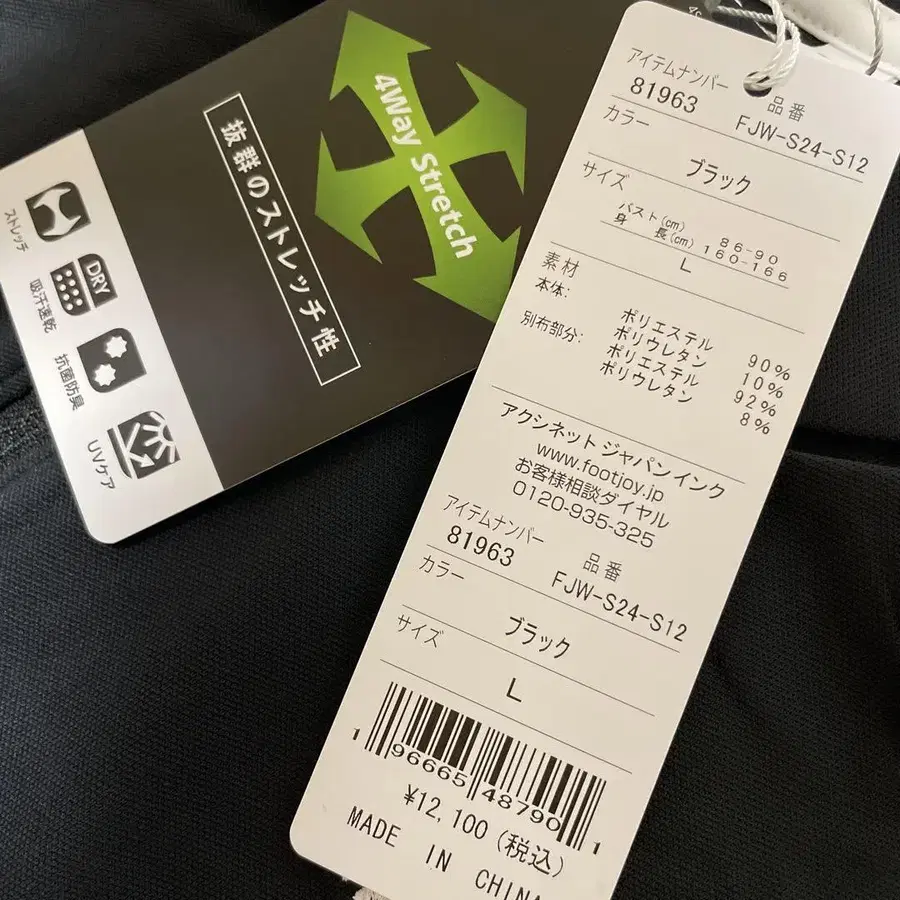 4Way Stretch
抜群のストレッチ性
ストレッチ
DRY
吸汗速乾
抗菌防臭
UVケア
アイテムナンバー 品番
81963 FJW-S24-S12
カラー
ブラック
サイズ
バスト(cm) 86-90
身長(cm) 160-166
L
素材
本体: ポリエステル 90%
ポリウレタン 10%
別布部分: ポリエステル 92%
ポリウレタン 8%
アクシネット ジャパンインク
www.footjoy.jp
お客様相談ダイヤル
0120-935-325
アイテムナンバー 品番
81963 FJW-S24-S12
カラー
ブラック
サイズ
L
1 96665 48790 1
¥12,100 (税込)
MADE IN CHINA